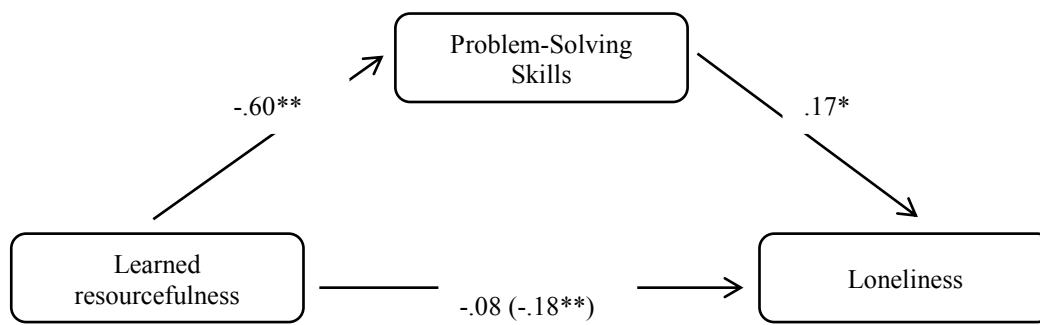 Problem-Solving
Skills
-.60**
.17*
Learned
resourcefulness
-.08 (-.18**)
Loneliness